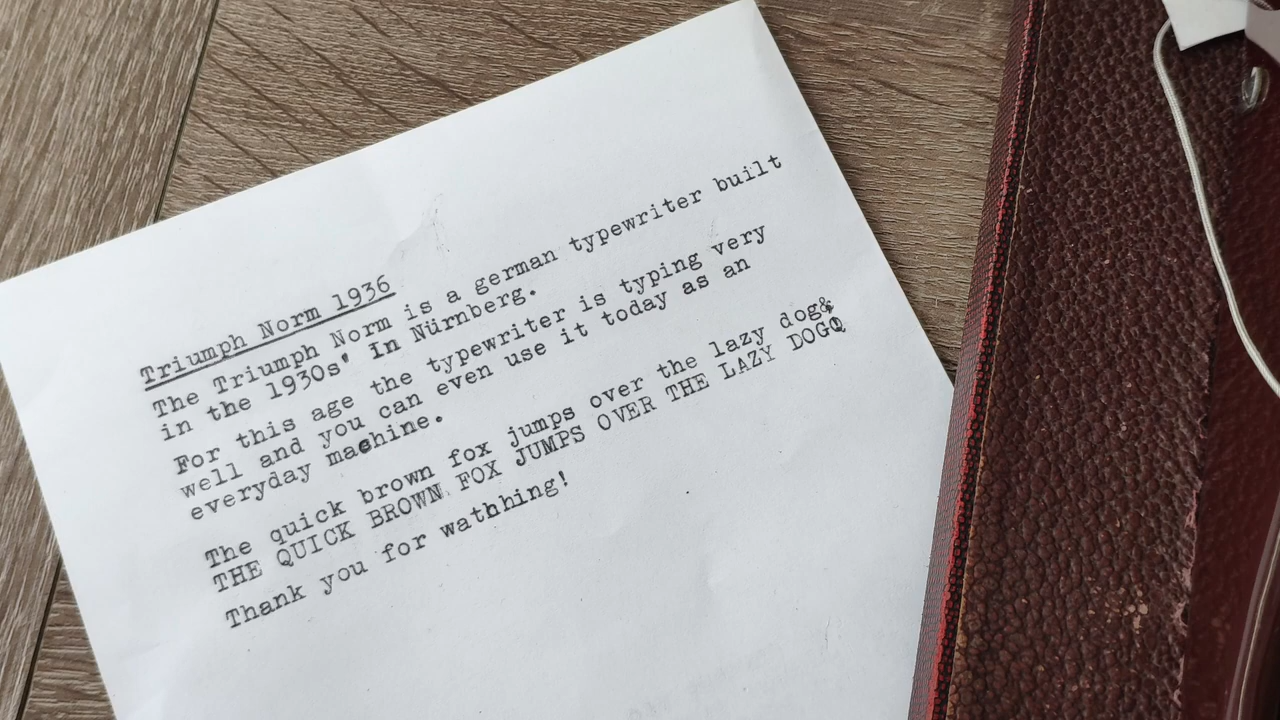 Triumph Norm 1936
The Triumph Norm is a german typewriter built
in the 1930s' in Nürnberg.
For this age the typewriter is typing very
well and you can even use it today as an
everyday machine.
The quick brown fox jumps over the lazy dog&
THE QUICK BROWN FOX JUMPS OVER THE LAZY DOGQ
Thank you for wathhing!